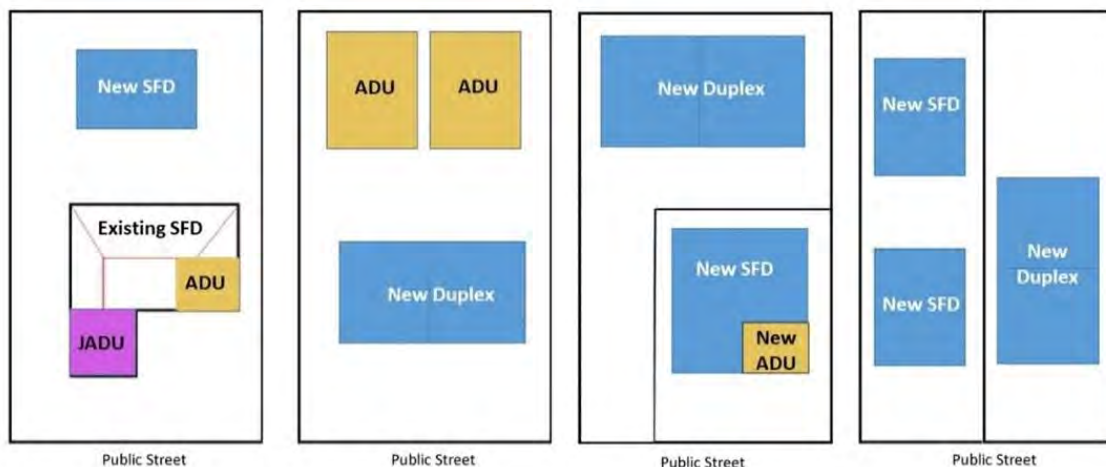 New SFD
Existing SFD
ADU
JADU
Public Street
ADU
ADU
New Duplex
Public Street
New Duplex
New SFD
New
ADU
Public Street
New SFD
New SFD
New
Duplex
Public Street